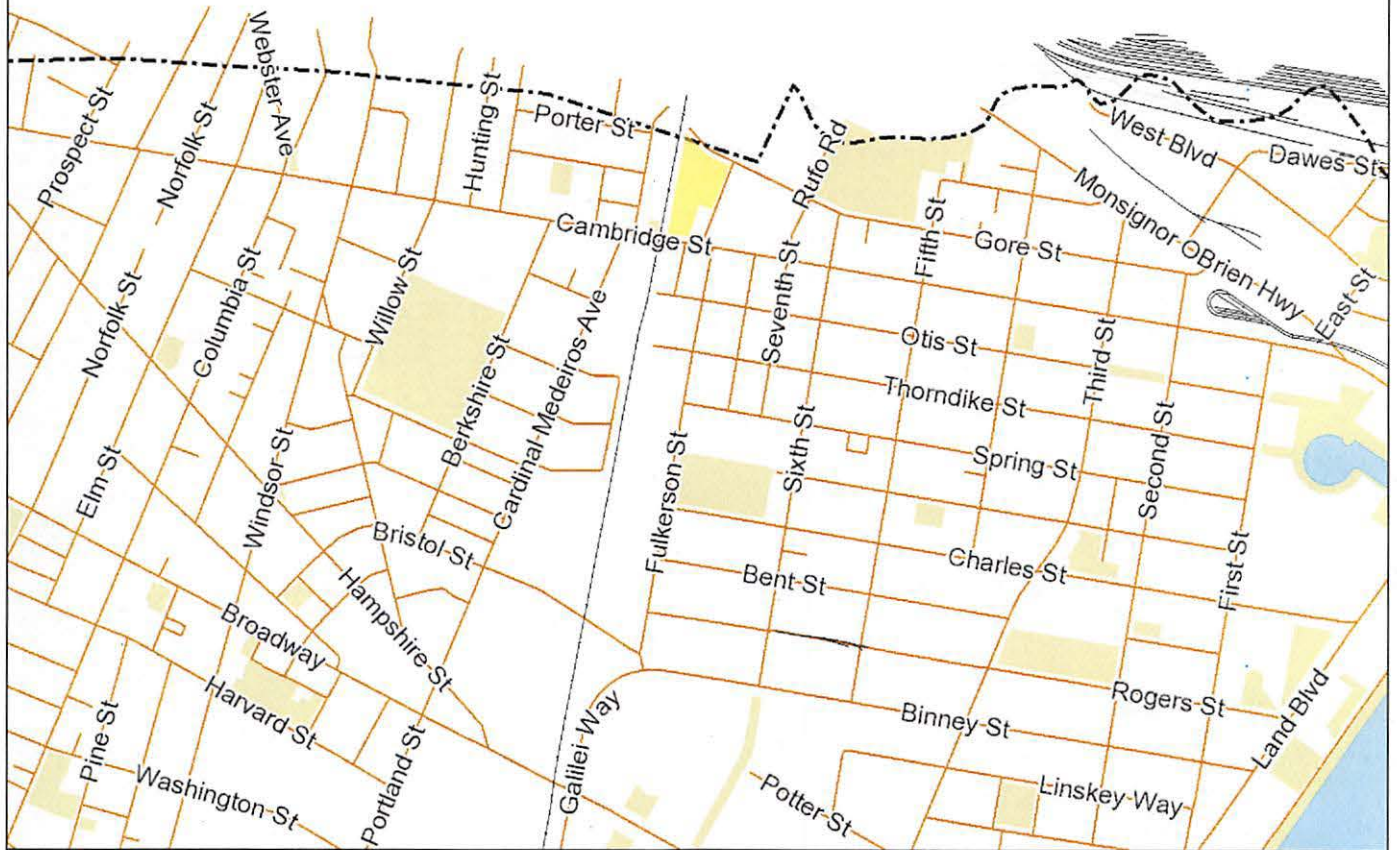 Webster Ave
Prospect St
Norfolk St
Hunting St
Porter St
Rufo Rd
West Blvd
Dawes St
Monsignor OBrien Hwy
Cambridge St
Fifth St
Gore St
East St
Norfolk St
Columbia St
Willow St
Seventh St
Otis St
Third St
Thorndike St
Berkshire St
Cardinal Medeiros Ave
Spring St
Second St
Elm St
Windsor St
Fulkerson St
Sixth St
Bristol St
Charles St
First St
Bent St
Hampshire St
Broadway
Harvard St
Rogers St
Land Blvd
Binney St
Galilei Way
Pine St
Portland St
Washington St
Potter St
Linskey Way